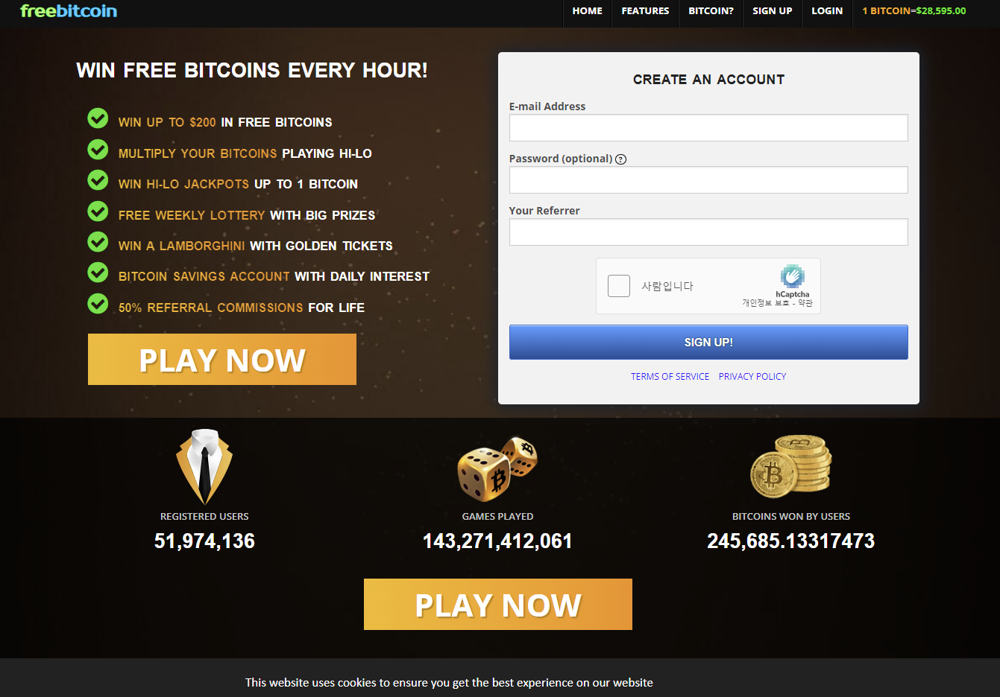 freebitcoin
HOME FEATURES BITCOIN? SIGN UP LOGIN 1 BITCOIN=$28,595.00
WIN FREE BITCOINS EVERY HOUR!
WIN UP TO $200 IN FREE BITCOINS
MULTIPLY YOUR BITCOINS PLAYING HI-LO
WIN HI-LO JACKPOTS UP TO 1 BITCOIN
FREE WEEKLY LOTTERY WITH BIG PRIZES
WIN A LAMBORGHINI WITH GOLDEN TICKETS
BITCOIN SAVINGS ACCOUNT WITH DAILY INTEREST
50% REFERRAL COMMISSIONS FOR LIFE
PLAY NOW
CREATE AN ACCOUNT
E-mail Address
Password (optional) ?
Your Referrer
사람입니다
hCaptcha
개인정보 보호 - 약관
SIGN UP!
TERMS OF SERVICE PRIVACY POLICY
REGISTERED USERS
51,974,136
GAMES PLAYED
143,271,412,061
BITCOINS WON BY USERS
245,685.13317473
PLAY NOW
This website uses cookies to ensure you get the best experience on our website